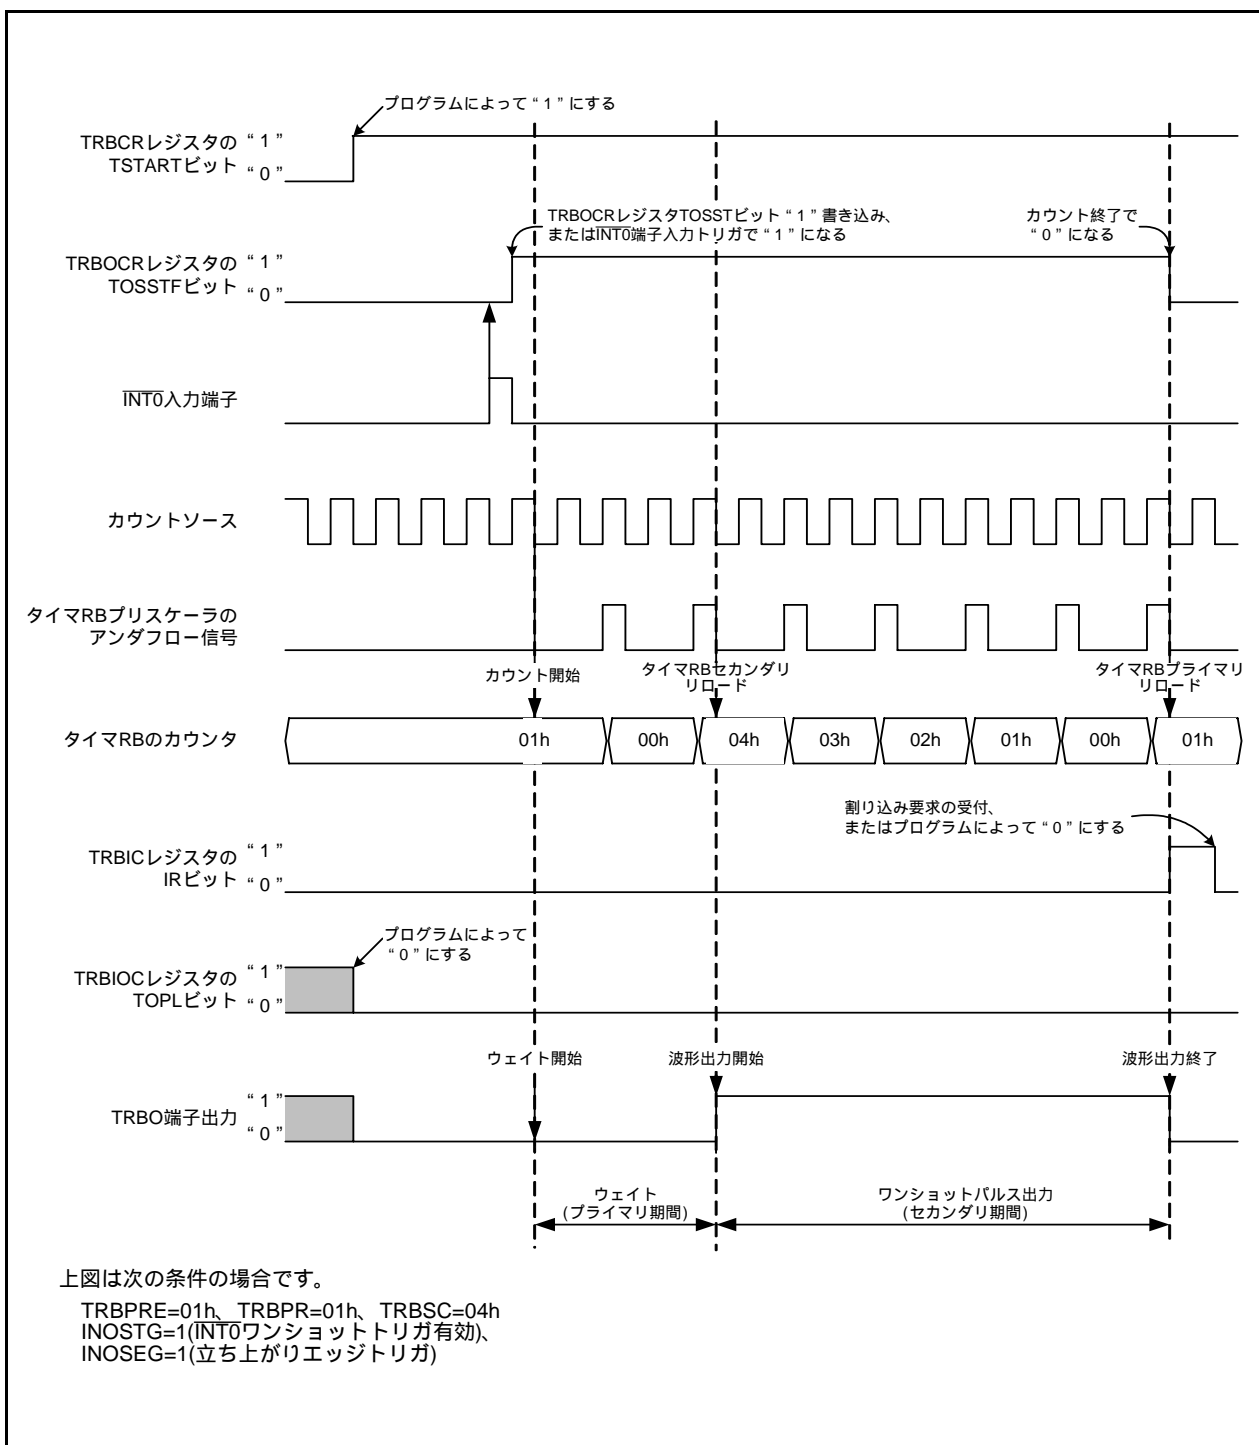 プログラムによって“1”にする
TRBCRレジスタの “1”
TSTARTビット “0”
TRBOCRレジスタTOSSTビット“1”書き込み、
またはINT0端子入力トリガで“1”になる
カウント終了で
“0”になる
TRBOCRレジスタの “1”
TOSSTFビット “0”
INT0入力端子
カウントソース
タイマRBプリスケーラの
アンダフロー信号
カウント開始
タイマRBセカンダリ
リロード
タイマRBプライマリ
リロード
タイマRBのカウンタ
01h 00h 04h 03h 02h 01h 00h 01h
割り込み要求の受付、
またはプログラムによって“0”にする
TRBICレジスタの “1”
IRビット “0”
プログラムによって
“0”にする
TRBIOCレジスタの “1”
TOPLビット “0”
ウェイト開始 波形出力開始 波形出力終了
TRBO端子出力 “1”
“0”
ウェイト
(プライマリ期間)
ワンショットパルス出力
(セカンダリ期間)
上図は次の条件の場合です。
TRBPRE=01h、TRBPR=01h、TRBSC=04h
INOSTG=1(INT0ワンショットトリガ有効)、
INOSEG=1(立ち上がりエッジトリガ)